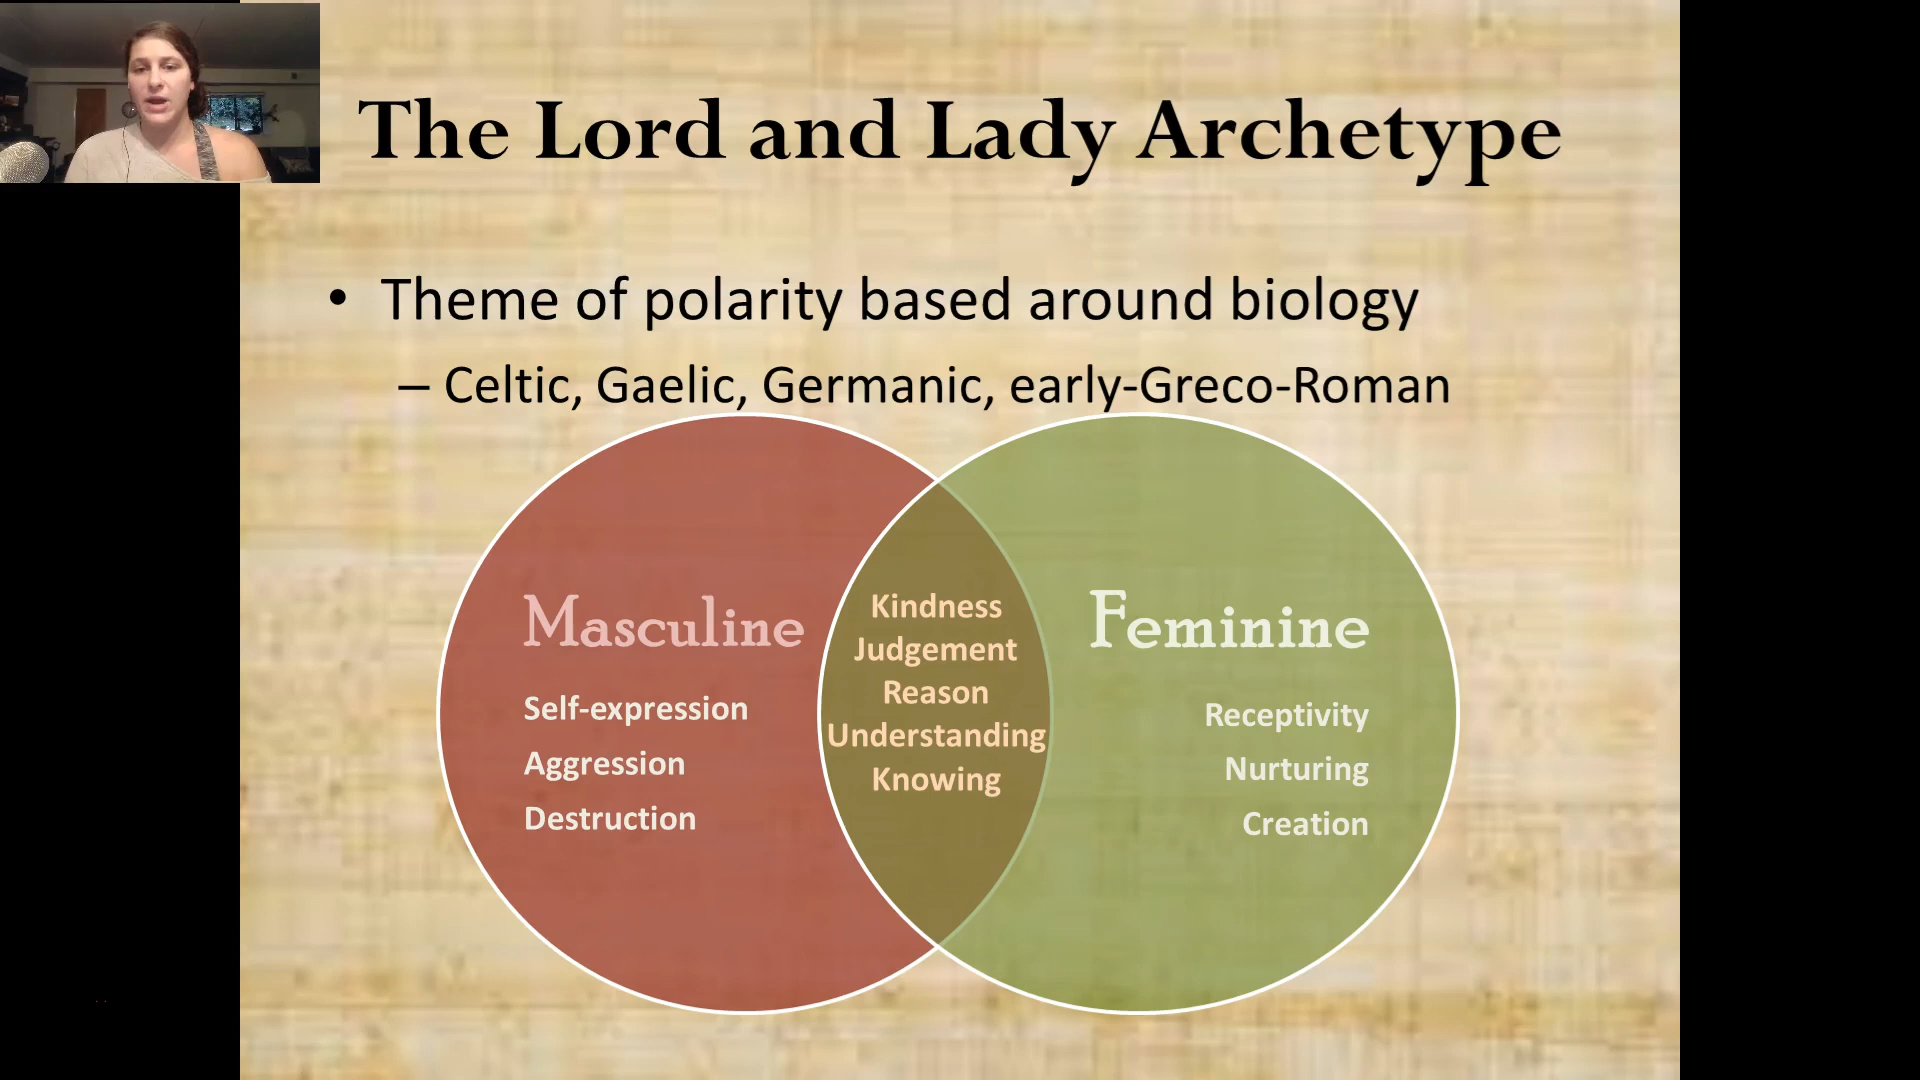 The Lord and Lady Archetype
• Theme of polarity based around biology
– Celtic, Gaelic, Germanic, early-Greco-Roman
Masculine
Self-expression
Aggression
Destruction
Kindness
Judgement
Reason
Understanding
Knowing
Feminine
Receptivity
Nurturing
Creation